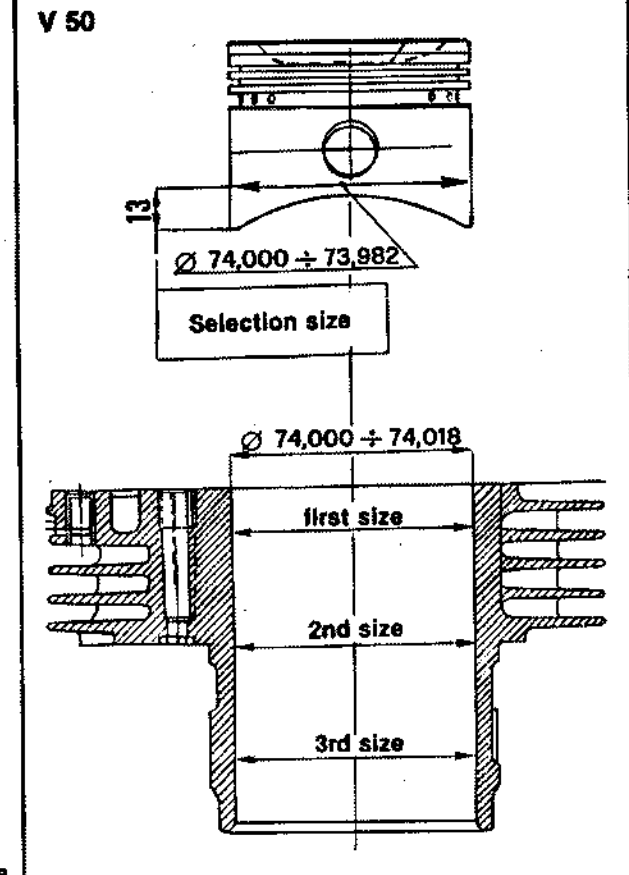 V 50
13
Ø 74,000 ÷ 73,982
Selection size
Ø 74,000 ÷ 74,018
first size
2nd size
3rd size